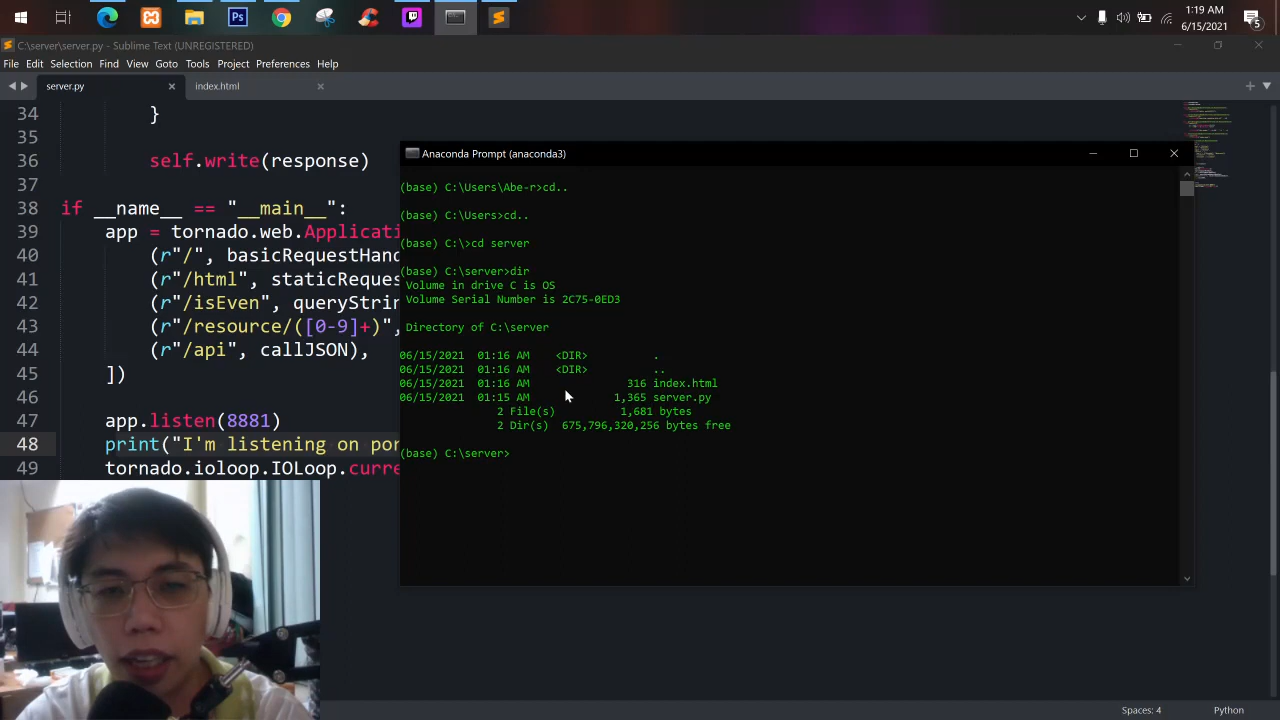 1:19 AM
6/15/2021
5
Ps
C:\server\server.py - Sublime Text (UNREGISTERED)
File Edit Selection Find View Goto Tools Project Preferences Help
server.py
index.html
34 }
35
36 self.write(response)
37
38 if __name__ == "__main__":
39 app = tornado.web.Applicati
40 (r"/", basicRequestHand
41 (r"/html", staticReques
42 (r"/isEven", queryStrin
43 (r"/resource/([0-9]+)",
44 (r"/api", callJSON),
45 ])
46
47 app.listen(8881)
48 print("I'm listening on por
49 tornado.ioloop.IOLoop.curre
Anaconda Prompt (anaconda3)
(base) C:\Users\Abe-r>cd..
(base) C:\Users>cd..
(base) C:\>cd server
(base) C:\server>dir
Volume in drive C is OS
Volume Serial Number is 2C75-0ED3
Directory of C:\server
06/15/2021 01:16 AM <DIR> .
06/15/2021 01:16 AM <DIR> ..
06/15/2021 01:16 AM 316 index.html
06/15/2021 01:15 AM 1,365 server.py
2 File(s) 1,681 bytes
2 Dir(s) 675,796,320,256 bytes free
(base) C:\server>
Spaces: 4
Python